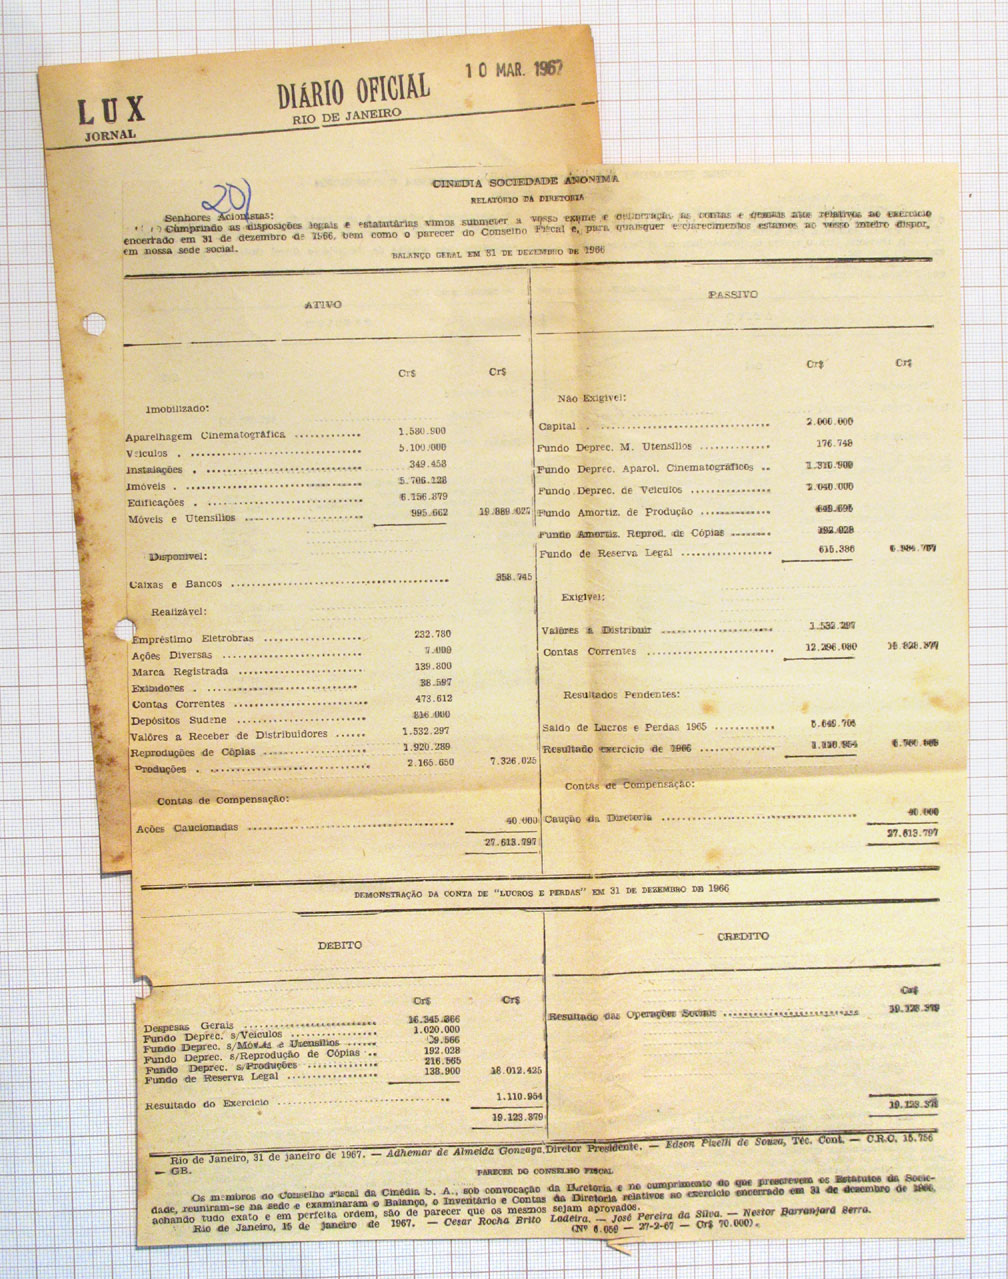 LUX
JORNAL
DIÁRIO OFICIAL
RIO DE JANEIRO
10 MAR. 1967
201
CINÉDIA SOCIEDADE ANÔNIMA
RELATÓRIO DA DIRETORIA
Senhores Acionistas:
Cumprindo as disposições legais e estatutárias vimos submeter a vosso exame e deliberação as contas e demais atos relativos ao exercício
encerrado em 31 de dezembro de 1966, bem como o parecer do Conselho Fiscal e, para quaisquer esclarecimentos estamos ao vosso inteiro dispor,
em nossa sede social.
BALANÇO GERAL EM 31 DE DEZEMBRO DE 1966
ATIVO
Cr$ Cr$
Imobilizado:
Aparelhagem Cinematográfica 1.580.900
Veículos 5.100.000
Instalações 349.458
Imóveis 5.706.128
Edificações 6.156.879
Móveis e Utensílios 995.662 19.889.027
Disponível:
Caixas e Bancos 358.745
Realizável:
Empréstimo Eletrobras 232.780
Ações Diversas 7.000
Marca Registrada 139.800
Exibidores 38.597
Contas Correntes 473.612
Depósitos Sudene 816.000
Valôres a Receber de Distribuidores 1.532.297
Reproduções de Cópias 1.920.289
Produções 2.165.650 7.326.025
Contas de Compensação:
Ações Caucionadas 40.000
27.613.797
PASSIVO
Cr$ Cr$
Não Exigível:
Capital 2.000.000
Fundo Deprec. M. Utensílios 176.748
Fundo Deprec. Aparel. Cinematográficos 1.310.900
Fundo Deprec. de Veículos 2.040.000
Fundo Amortiz. de Produção
Fundo Amortiz. Reprod. de Cópias 192.028
Fundo de Reserva Legal 615.386
Exigível:
Valôres a Distribuir 1.532.297
Contas Correntes 12.296.080
Resultados Pendentes:
Saldo de Lucros e Perdas 1965
Resultado exercício de 1966
Contas de Compensação:
Caução da Diretoria 40.000
27.613.797
DEMONSTRAÇÃO DA CONTA DE "LUCROS E PERDAS" EM 31 DE DEZEMBRO DE 1966
DÉBITO
Cr$ Cr$
Despesas Gerais 16.345.366
Fundo Deprec. s/Veículos 1.020.000
Fundo Deprec. s/Móveis e Utensílios
Fundo Deprec. s/Reprodução de Cópias 192.028
Fundo Deprec. s/Produções 216.565
Fundo de Reserva Legal 138.900 18.012.425
Resultado do Exercício 1.110.954
19.123.379
CRÉDITO
Cr$
Resultado das Operações Sociais 19.123.379
19.123.379
Rio de Janeiro, 31 de janeiro de 1967. — Adhemar de Almeida Gonzaga, Diretor Presidente. — Edson Pixelli de Souza, Téc. Cont. — C.R.C. 15.756
— GB.
PARECER DO CONSELHO FISCAL
Os membros do Conselho Fiscal da Cinédia S. A., sob convocação da Diretoria e no cumprimento do que prescrevem os Estatutos da Socie-
dade, reuniram-se na sede e examinaram o Balanço, o Inventário e Contas da Diretoria relativos ao exercício encerrado em 31 de dezembro de 1966,
achando tudo exato e em perfeita ordem, são de parecer que os mesmos sejam aprovados.
Rio de Janeiro, 15 de janeiro de 1967. — Cesar Rocha Brito Ladeira. — José Pereira da Silva. — Nestor Barranjard Serra.
(Nº 6.050 — 27-2-67 — Cr$ 70.000).